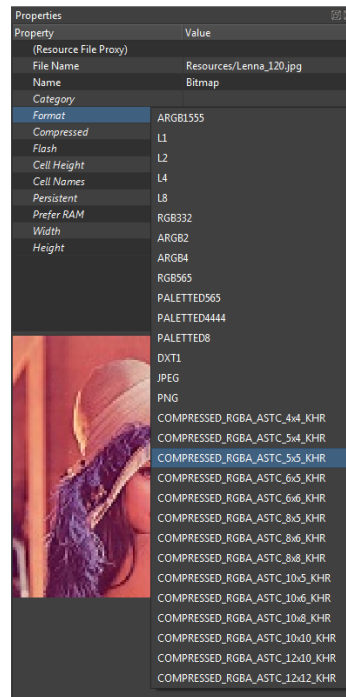 Properties
Property Value
(Resource File Proxy)
File Name Resources/Lenna_120.jpg
Name Bitmap
Category
Format
Compressed
Flash
Cell Height
Cell Names
Persistent
Prefer RAM
Width
Height
ARGB1555
L1
L2
L4
L8
RGB332
ARGB2
ARGB4
RGB565
PALETTED565
PALETTED4444
PALETTED8
DXT1
JPEG
PNG
COMPRESSED_RGBA_ASTC_4x4_KHR
COMPRESSED_RGBA_ASTC_5x4_KHR
COMPRESSED_RGBA_ASTC_5x5_KHR
COMPRESSED_RGBA_ASTC_6x5_KHR
COMPRESSED_RGBA_ASTC_6x6_KHR
COMPRESSED_RGBA_ASTC_8x5_KHR
COMPRESSED_RGBA_ASTC_8x6_KHR
COMPRESSED_RGBA_ASTC_8x8_KHR
COMPRESSED_RGBA_ASTC_10x5_KHR
COMPRESSED_RGBA_ASTC_10x6_KHR
COMPRESSED_RGBA_ASTC_10x8_KHR
COMPRESSED_RGBA_ASTC_10x10_KHR
COMPRESSED_RGBA_ASTC_12x10_KHR
COMPRESSED_RGBA_ASTC_12x12_KHR